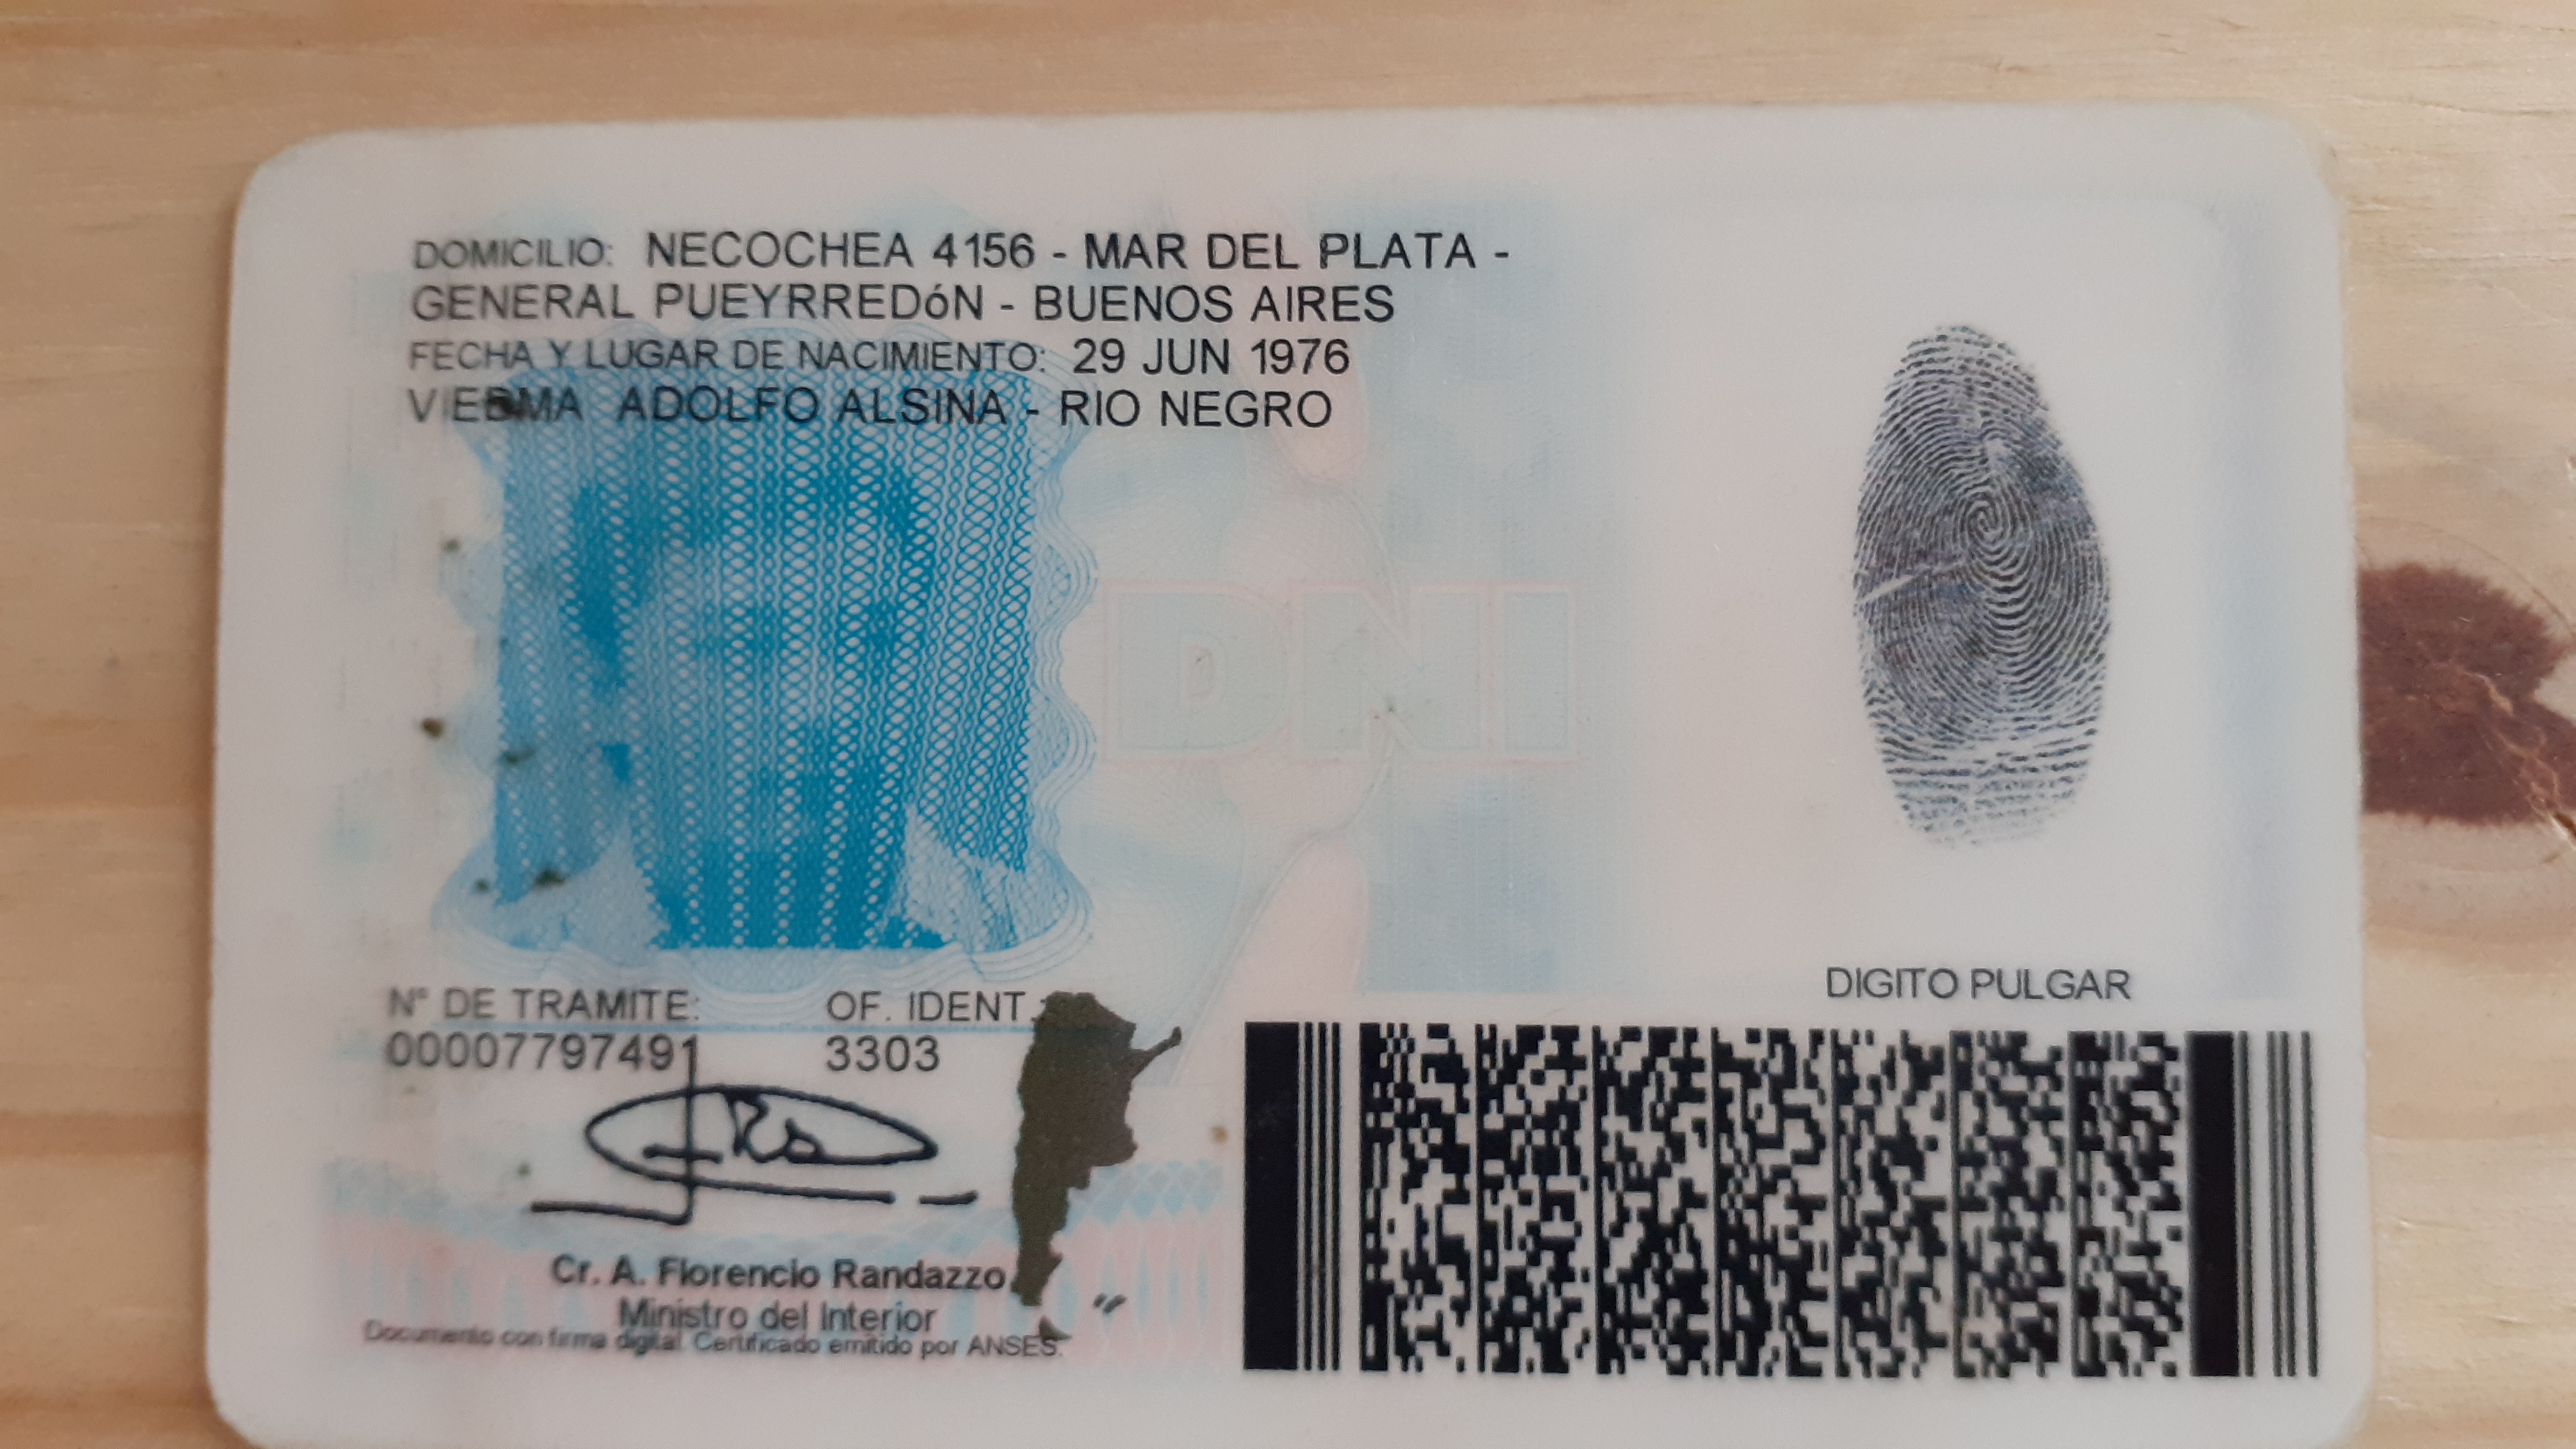 DOMICILIO: NECOCHEA 4156 - MAR DEL PLATA -
GENERAL PUEYRREDóN - BUENOS AIRES
FECHA Y LUGAR DE NACIMIENTO: 29 JUN 1976
VIEDMA ADOLFO ALSINA - RIO NEGRO
DNI
N° DE TRAMITE: OF. IDENT.
00007797491 3303
Cr. A. Florencio Randazzo
Ministro del Interior
Documento con firma digital. Certificado emitido por ANSES.
DIGITO PULGAR